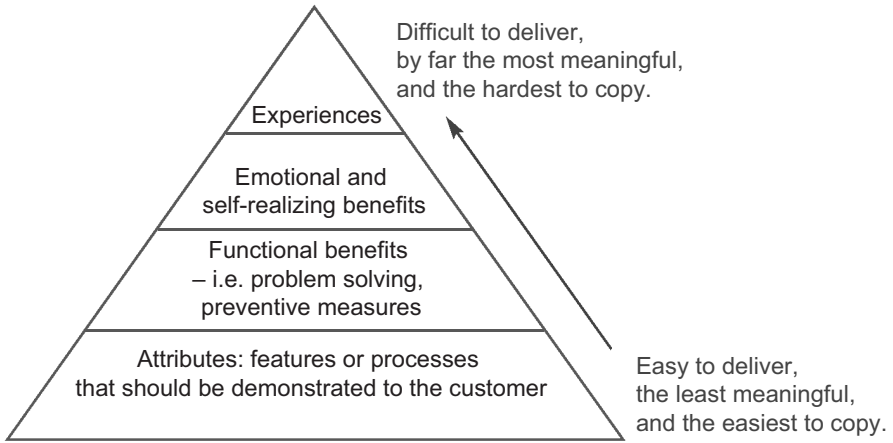 Difficult to deliver,
by far the most meaningful,
and the hardest to copy.
Experiences
Emotional and
self-realizing benefits
Functional benefits
– i.e. problem solving,
preventive measures
Attributes: features or processes
that should be demonstrated to the customer
Easy to deliver,
the least meaningful,
and the easiest to copy.